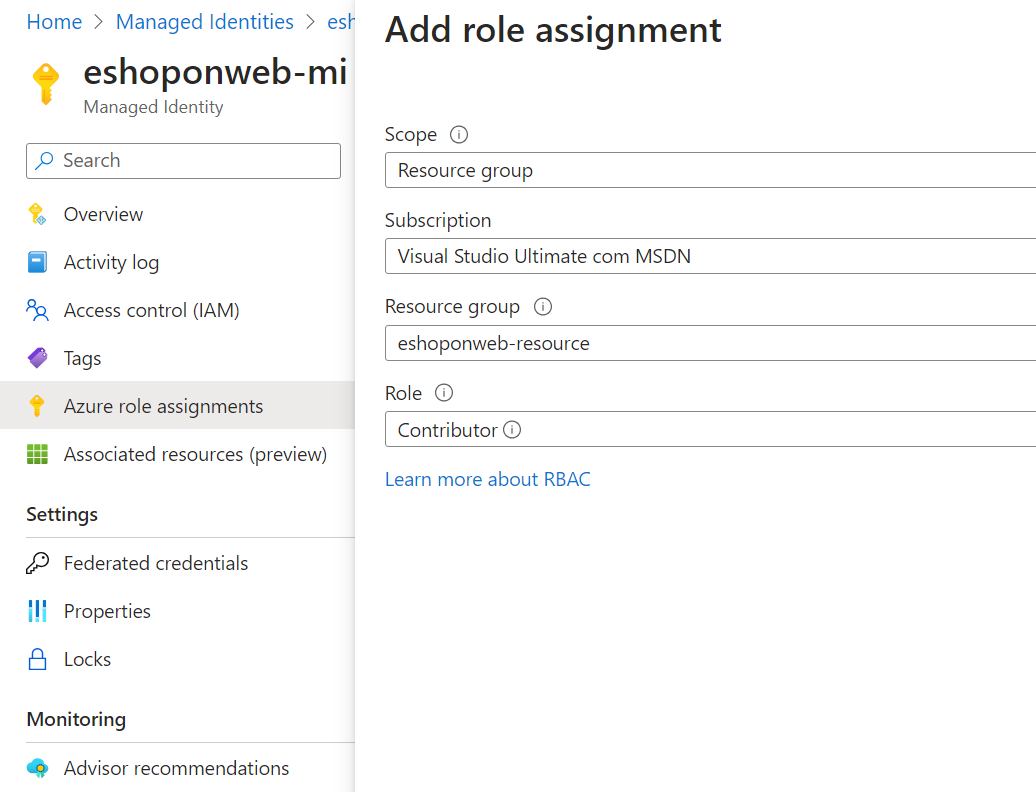 Home > Managed Identities > esh
eshoponweb-mi
Managed Identity
Search
Overview
Activity log
Access control (IAM)
Tags
Azure role assignments
Associated resources (preview)
Settings
Federated credentials
Properties
Locks
Monitoring
Advisor recommendations
Add role assignment
Scope
Resource group
Subscription
Visual Studio Ultimate com MSDN
Resource group
eshoponweb-resource
Role
Contributor
Learn more about RBAC